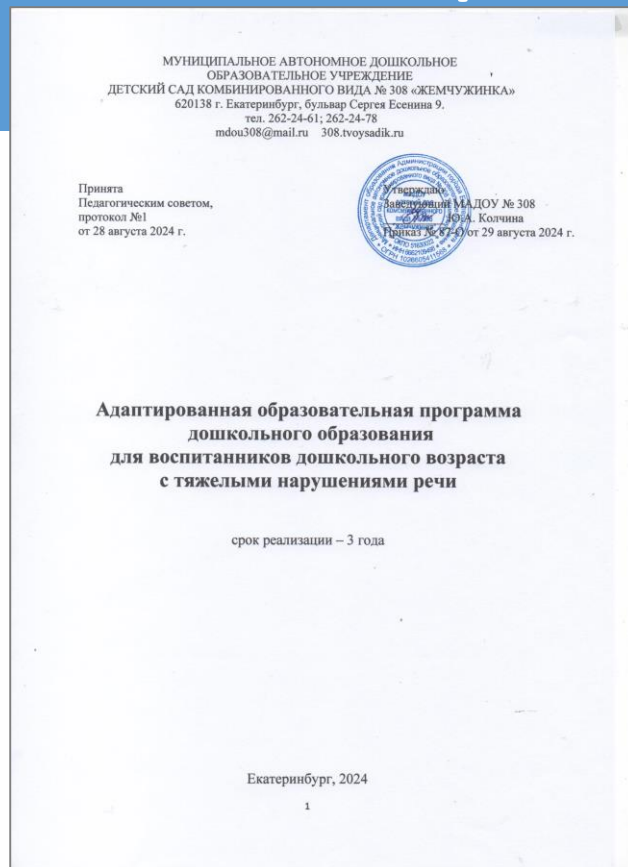 МУНИЦИПАЛЬНОЕ АВТОНОМНОЕ ДОШКОЛЬНОЕ
ОБРАЗОВАТЕЛЬНОЕ УЧРЕЖДЕНИЕ
ДЕТСКИЙ САД КОМБИНИРОВАННОГО ВИДА № 308 «ЖЕМЧУЖИНКА»
620138 г. Екатеринбург, бульвар Сергея Есенина 9.
тел. 262-24-61; 262-24-78
mdou308@mail.ru 308.tvoysadik.ru
Принята
Педагогическим советом,
протокол №1
от 28 августа 2024 г.
Утверждаю
Заведующий МАДОУ № 308
Ю.А. Колчина
Приказ № 87-О от 29 августа 2024 г.
Адаптированная образовательная программа
дошкольного образования
для воспитанников дошкольного возраста
с тяжелыми нарушениями речи
срок реализации – 3 года
Екатеринбург, 2024
1